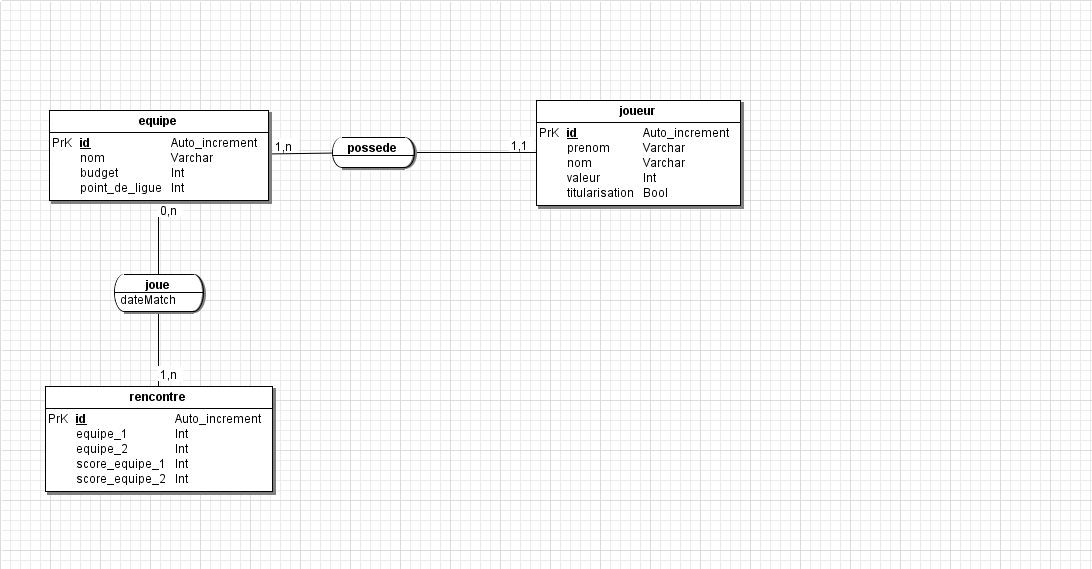 equipe
PrK id Auto_increment
nom Varchar
budget Int
point_de_ligue Int
1,n
possede
1,1
joueur
PrK id Auto_increment
prenom Varchar
nom Varchar
valeur Int
titularisation Bool
0,n
joue
dateMatch
1,n
rencontre
PrK id Auto_increment
equipe_1 Int
equipe_2 Int
score_equipe_1 Int
score_equipe_2 Int